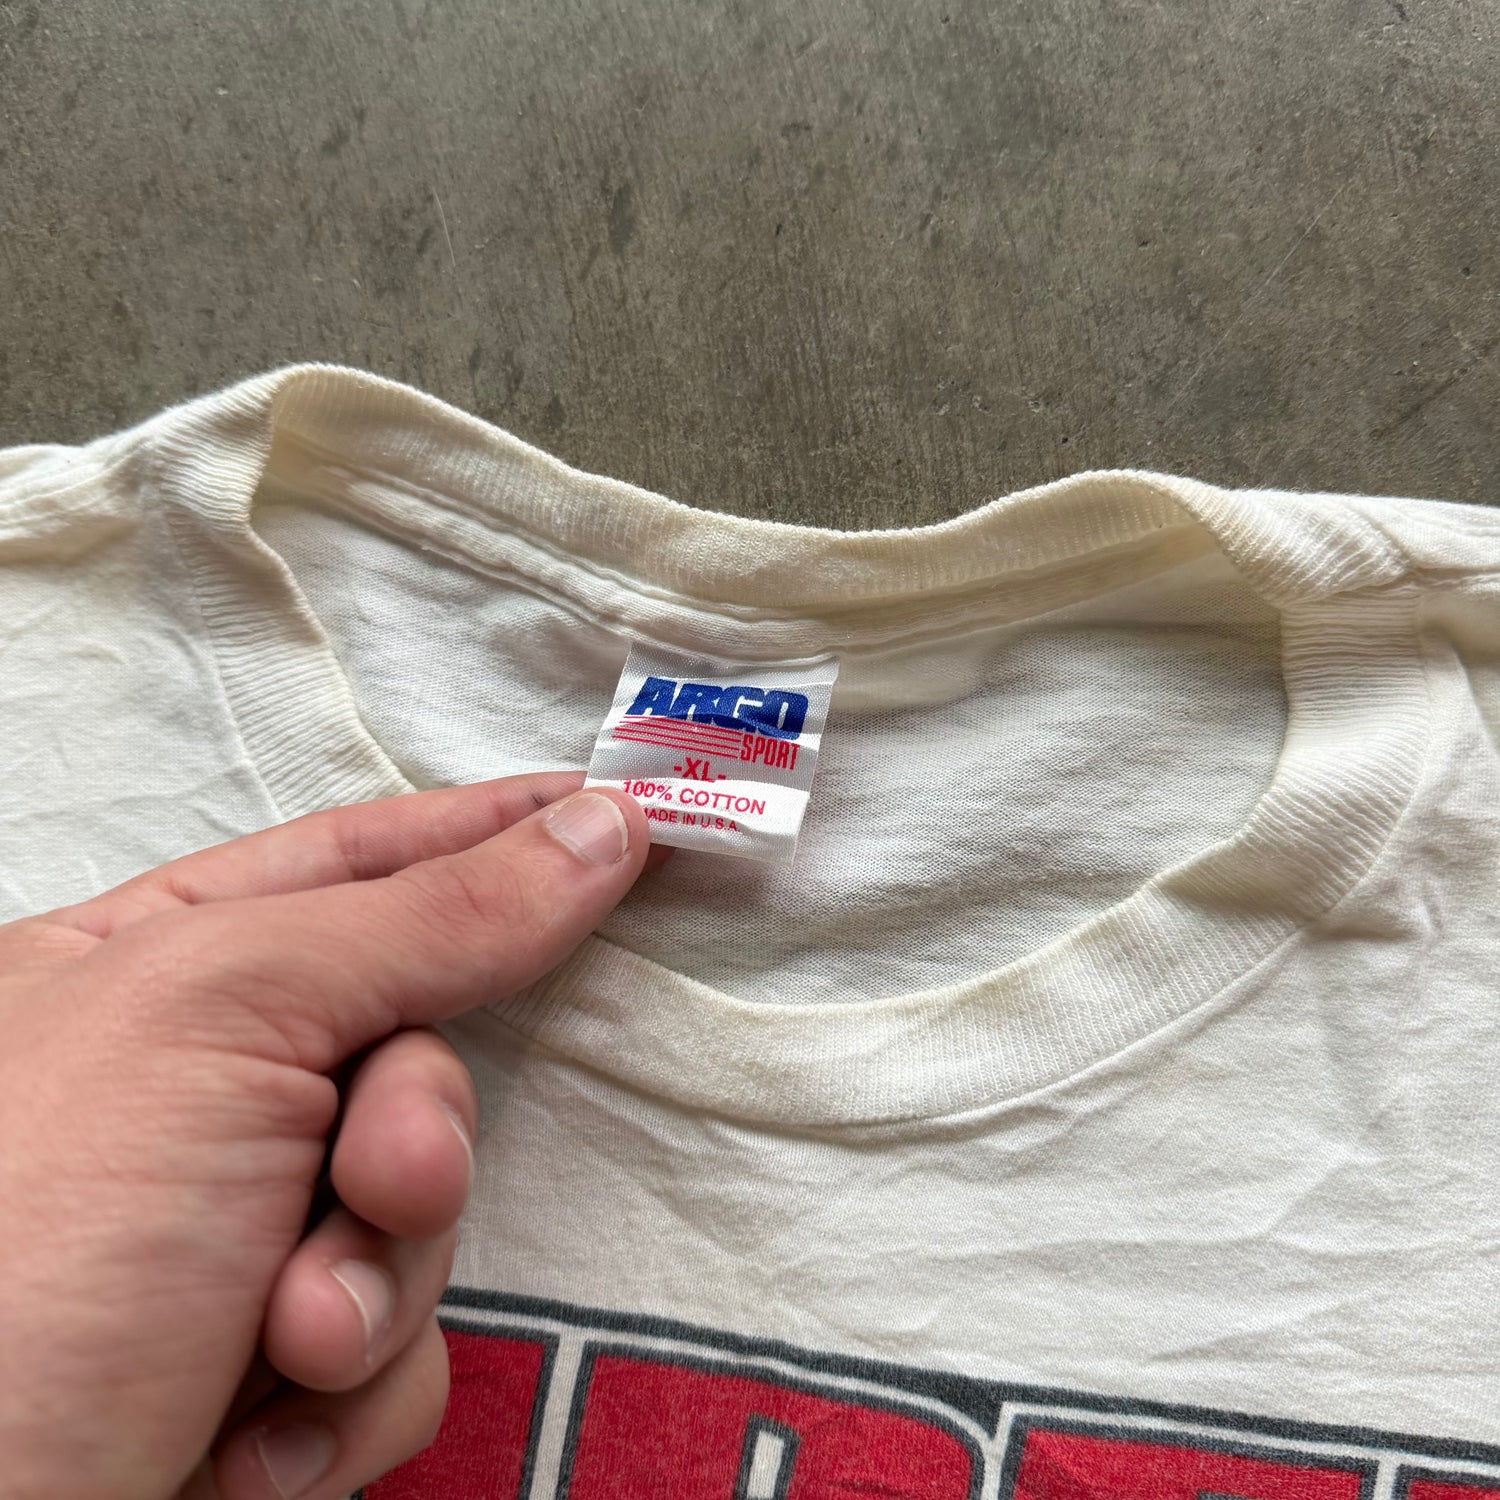 ARGO
SPORT
-XL-
100% COTTON
MADE IN U.S.A.